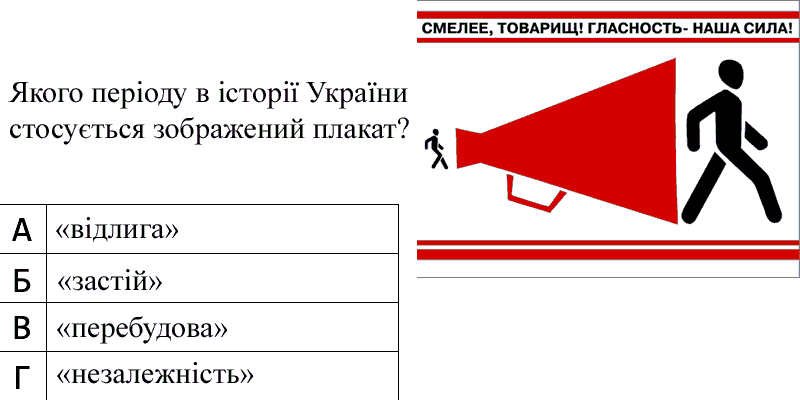 СМЕЛЕЕ, ТОВАРИЩ! ГЛАСНОСТЬ- НАША СИЛА!
Якого періоду в історії України
стосується зображений плакат?
А «відлига»
Б «застій»
В «перебудова»
Г «незалежність»